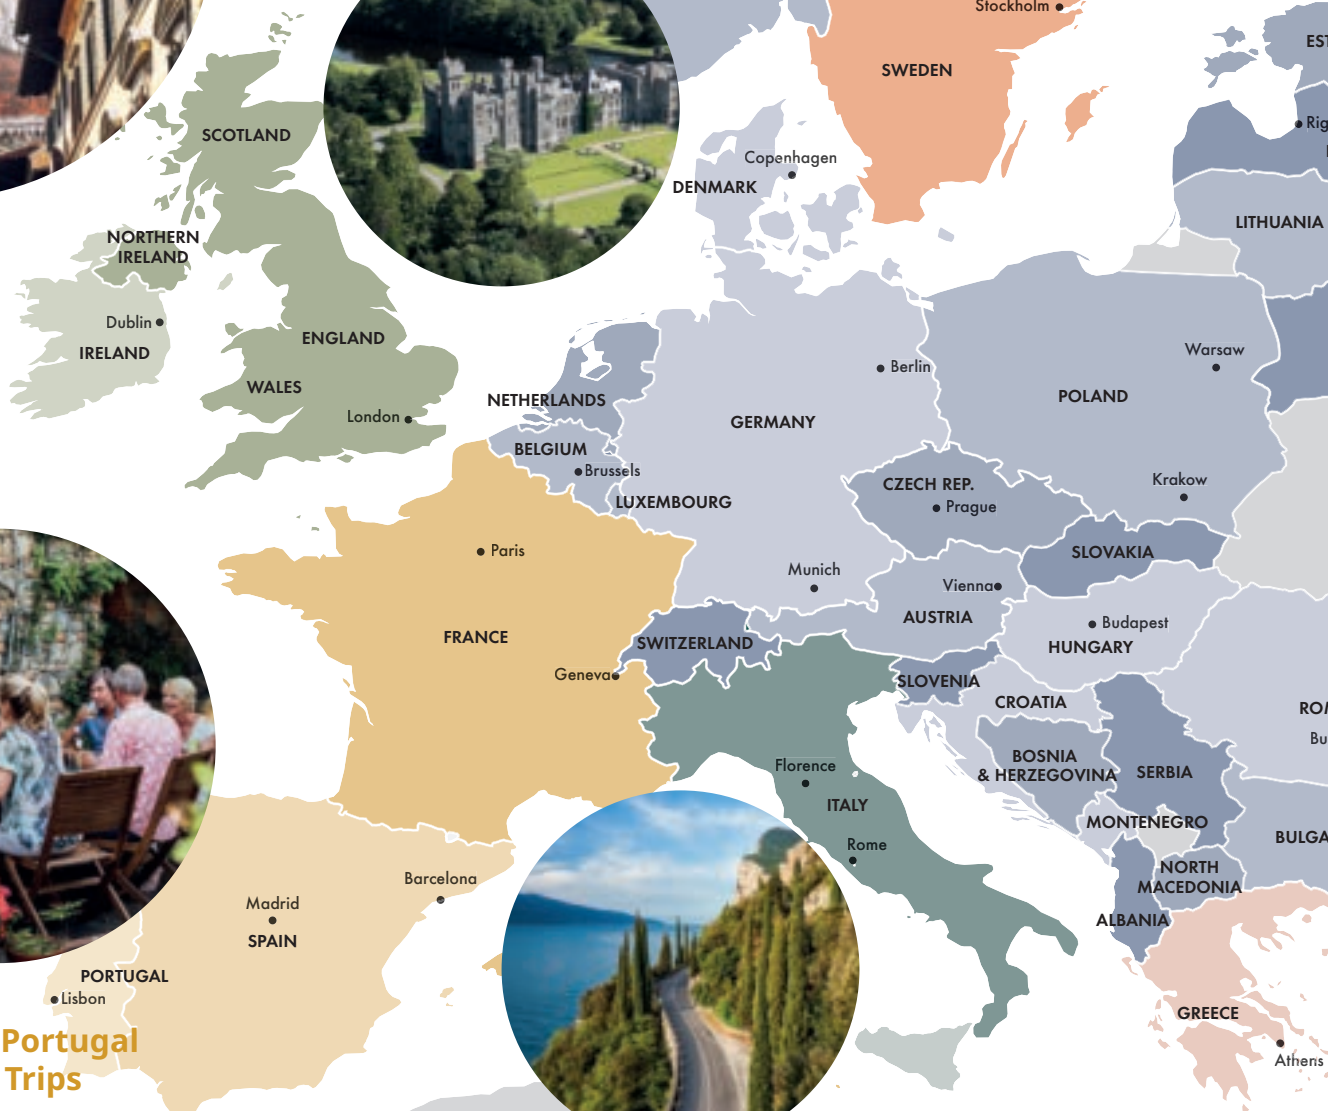 Stockholm
SWEDEN
SCOTLAND
Copenhagen
DENMARK
LITHUANIA
NORTHERN
IRELAND
Dublin
IRELAND
ENGLAND
WALES
London
NETHERLANDS
BELGIUM
Brussels
LUXEMBOURG
GERMANY
Berlin
Warsaw
POLAND
Krakow
CZECH REP.
Prague
SLOVAKIA
Paris
Munich
Vienna
AUSTRIA
Budapest
HUNGARY
FRANCE
SWITZERLAND
Geneva
SLOVENIA
CROATIA
BOSNIA
& HERZEGOVINA
SERBIA
Florence
ITALY
Rome
MONTENEGRO
NORTH
MACEDONIA
ALBANIA
Barcelona
Madrid
SPAIN
PORTUGAL
Lisbon
GREECE
Athens
Portugal
Trips